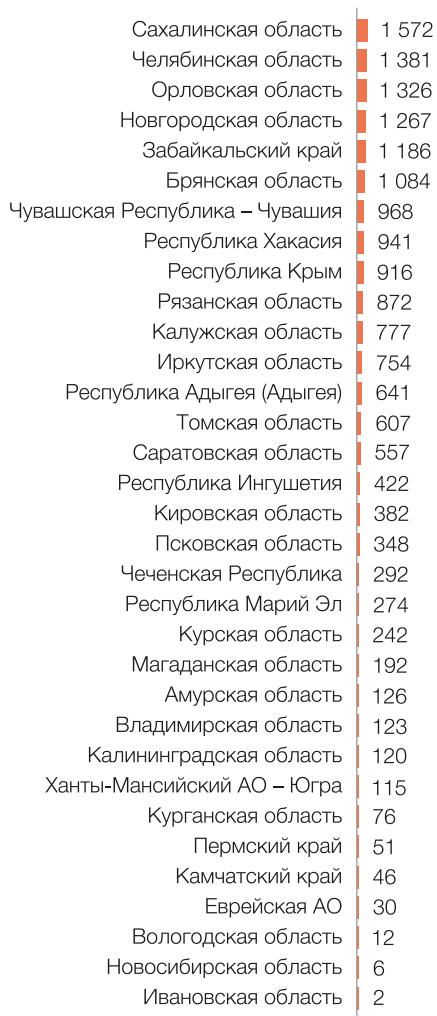 Сахалинская область 1 572
Челябинская область 1 381
Орловская область 1 326
Новгородская область 1 267
Забайкальский край 1 186
Брянская область 1 084
Чувашская Республика – Чувашия 968
Республика Хакасия 941
Республика Крым 916
Рязанская область 872
Калужская область 777
Иркутская область 754
Республика Адыгея (Адыгея) 641
Томская область 607
Саратовская область 557
Республика Ингушетия 422
Кировская область 382
Псковская область 348
Чеченская Республика 292
Республика Марий Эл 274
Курская область 242
Магаданская область 192
Амурская область 126
Владимирская область 123
Калининградская область 120
Ханты-Мансийский АО – Югра 115
Курганская область 76
Пермский край 51
Камчатский край 46
Еврейская АО 30
Вологодская область 12
Новосибирская область 6
Ивановская область 2